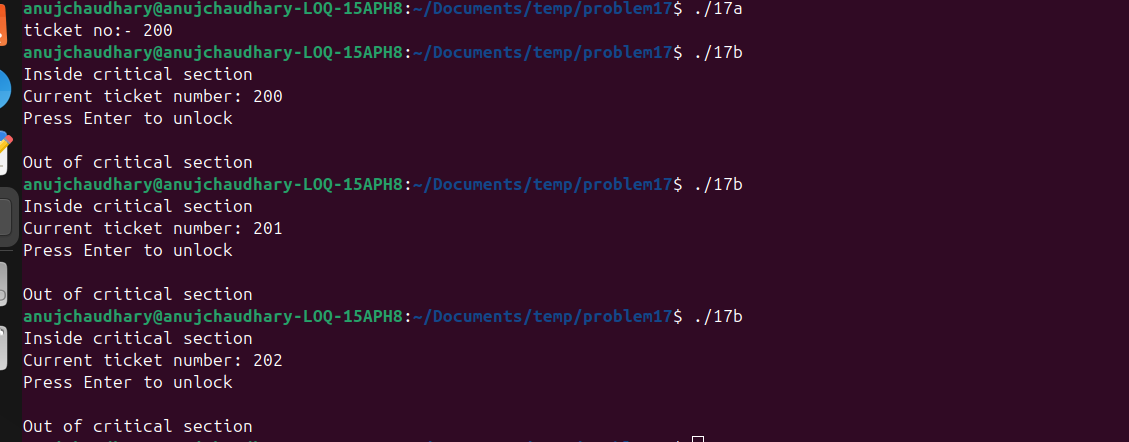 anujchaudhary@anujchaudhary-LOQ-15APH8:~/Documents/temp/problem17$ ./17a
ticket no:- 200
anujchaudhary@anujchaudhary-LOQ-15APH8:~/Documents/temp/problem17$ ./17b
Inside critical section
Current ticket number: 200
Press Enter to unlock
Out of critical section
anujchaudhary@anujchaudhary-LOQ-15APH8:~/Documents/temp/problem17$ ./17b
Inside critical section
Current ticket number: 201
Press Enter to unlock
Out of critical section
anujchaudhary@anujchaudhary-LOQ-15APH8:~/Documents/temp/problem17$ ./17b
Inside critical section
Current ticket number: 202
Press Enter to unlock
Out of critical section